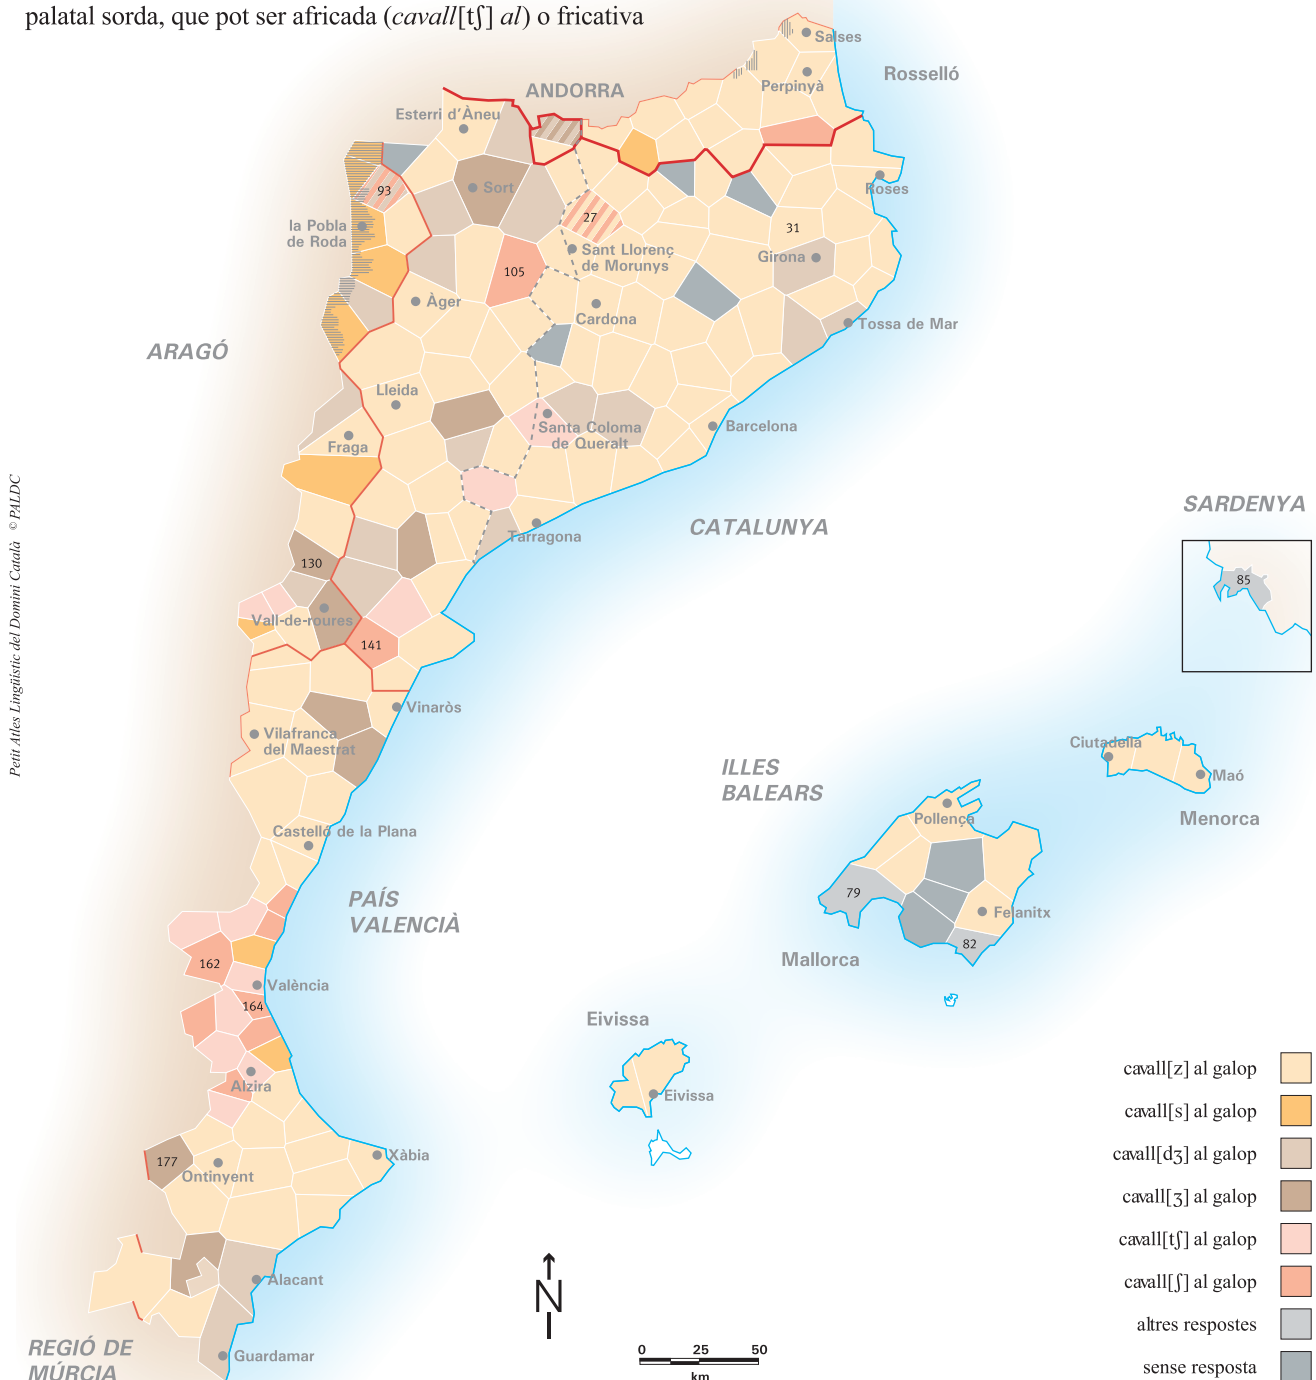 palatal sorda, que pot ser africada (cavall[tʃ] al) o fricativa
Salses
Rosselló
ANDORRA
Perpinyà
Esterri d'Àneu
Sort
93
Roses
27
la Pobla
de Roda
31
Sant Llorenç
de Morunys
Girona
105
Àger
Cardona
Tossa de Mar
ARAGÓ
Lleida
Santa Coloma
de Queralt
Barcelona
Fraga
Petit Atles Lingüístic del Domini Català © PALDC
SARDENYA
CATALUNYA
Tarragona
130
85
Vall-de-roures
141
Vinaròs
Vilafranca
del Maestrat
Ciutadella
ILLES
BALEARS
Maó
Pollença
Menorca
Castelló de la Plana
PAÍS
VALENCIÀ
79
Felanitx
82
Mallorca
162
València
164
Eivissa
Alzira
Eivissa
Xàbia
177
Ontinyent
Alacant
N
REGIÓ DE
MÚRCIA
Guardamar
0 25 50
km
cavall[z] al galop
cavall[s] al galop
cavall[dʒ] al galop
cavall[ʒ] al galop
cavall[tʃ] al galop
cavall[ʃ] al galop
altres respostes
sense resposta